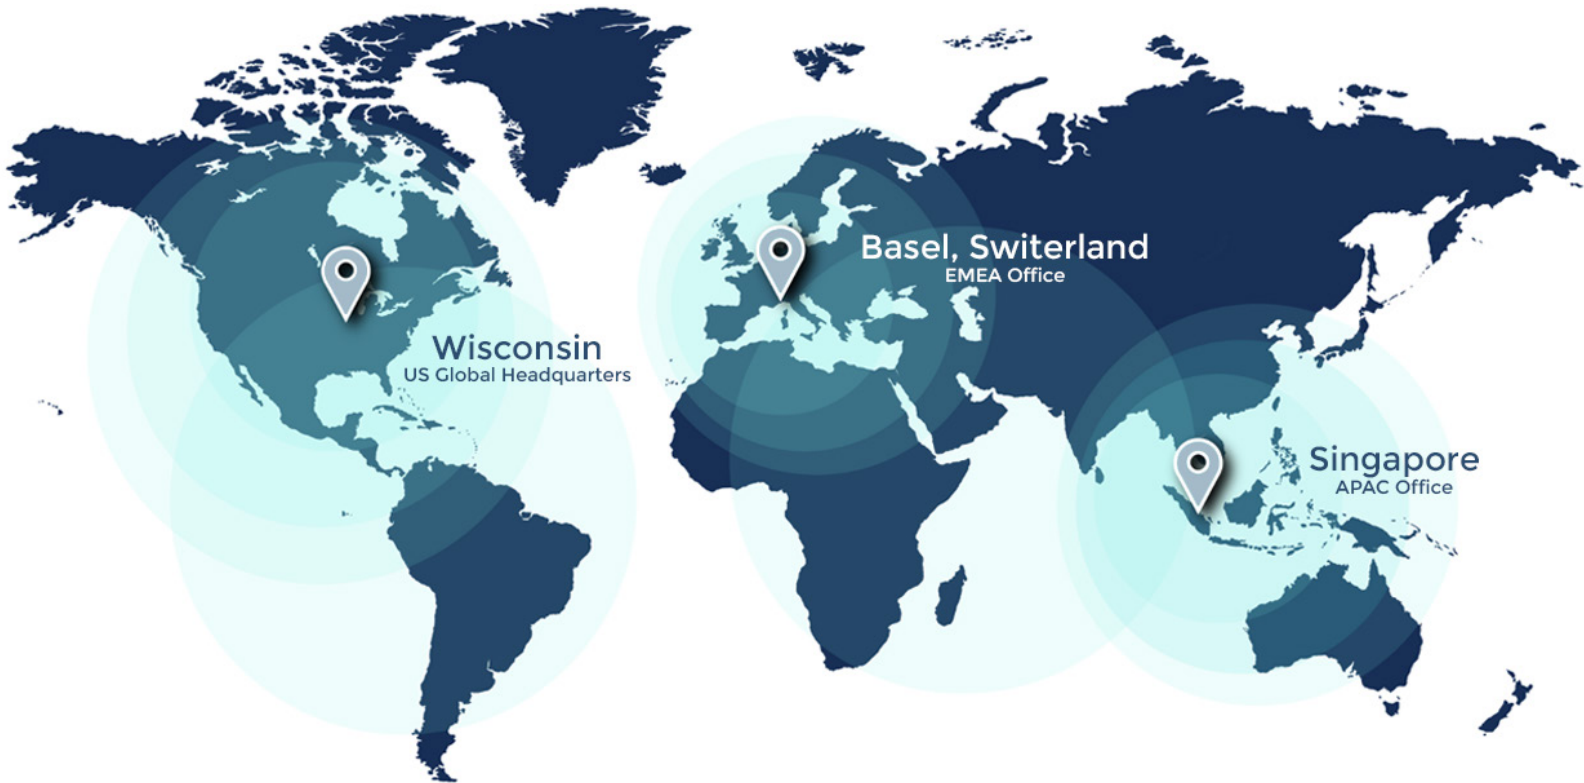 Basel, Switerland
EMEA Office
Wisconsin
US Global Headquarters
Singapore
APAC Office